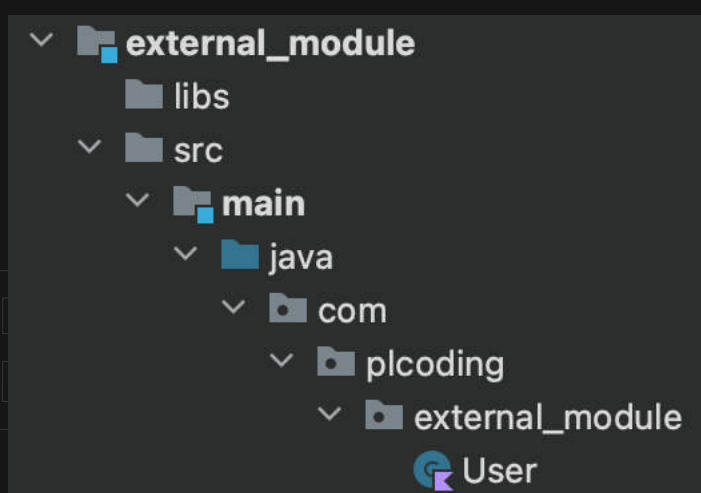 external_module
libs
src
main
java
com
plcoding
external_module
User